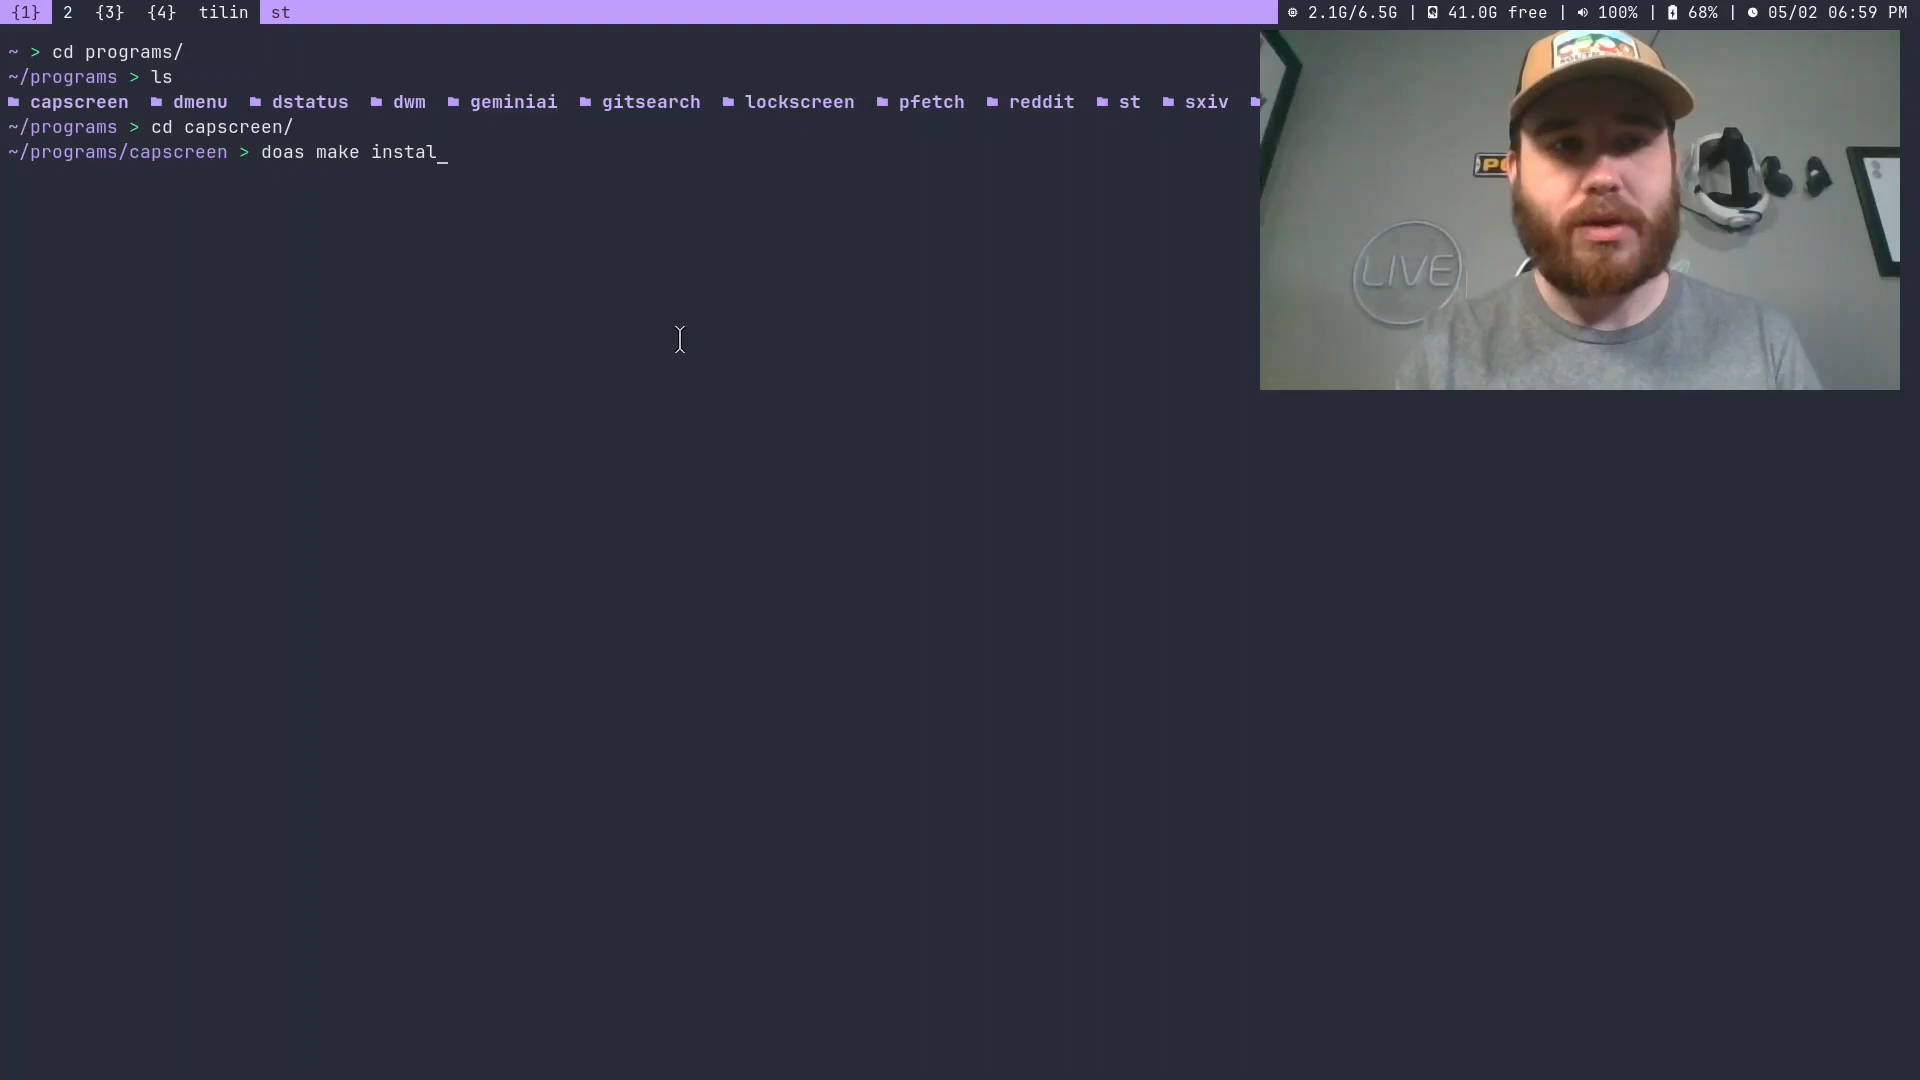 {1} 2 {3} {4} tilin st 2.1G/6.5G | 41.0G free | 100% | 68% | 05/02 06:59 PM
~ > cd programs/
~/programs > ls
capscreen dmenu dstatus dwm geminiai gitsearch lockscreen pfetch reddit st sxiv
~/programs > cd capscreen/
~/programs/capscreen > doas make instal_
LIVE